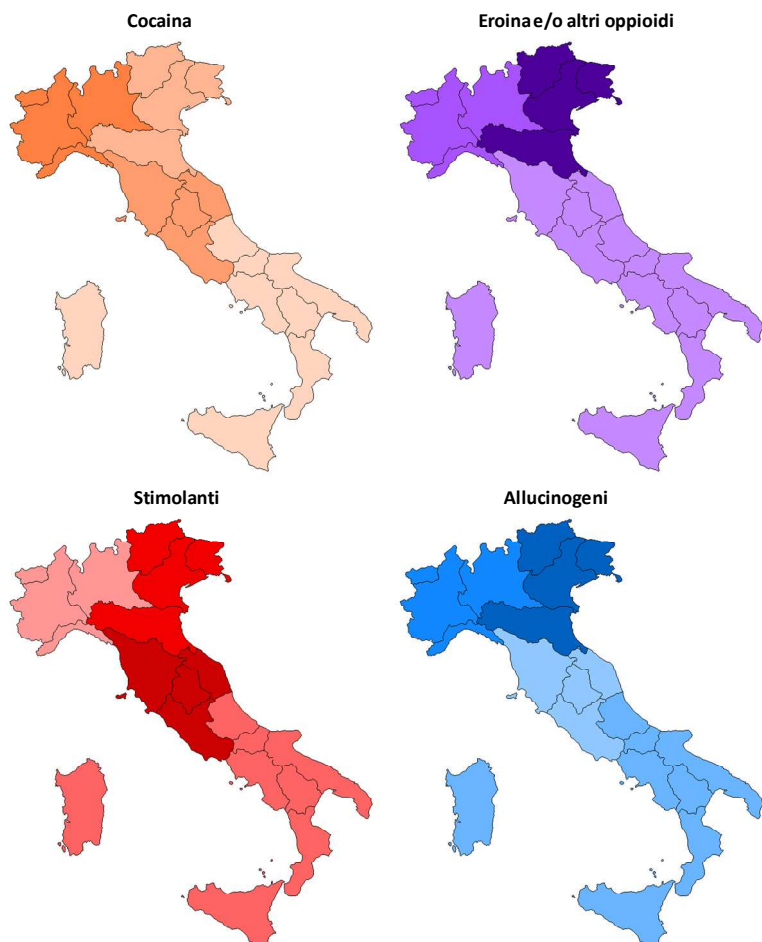 Cocaina
Eroina e/o altri oppioidi
Stimolanti
Allucinogeni